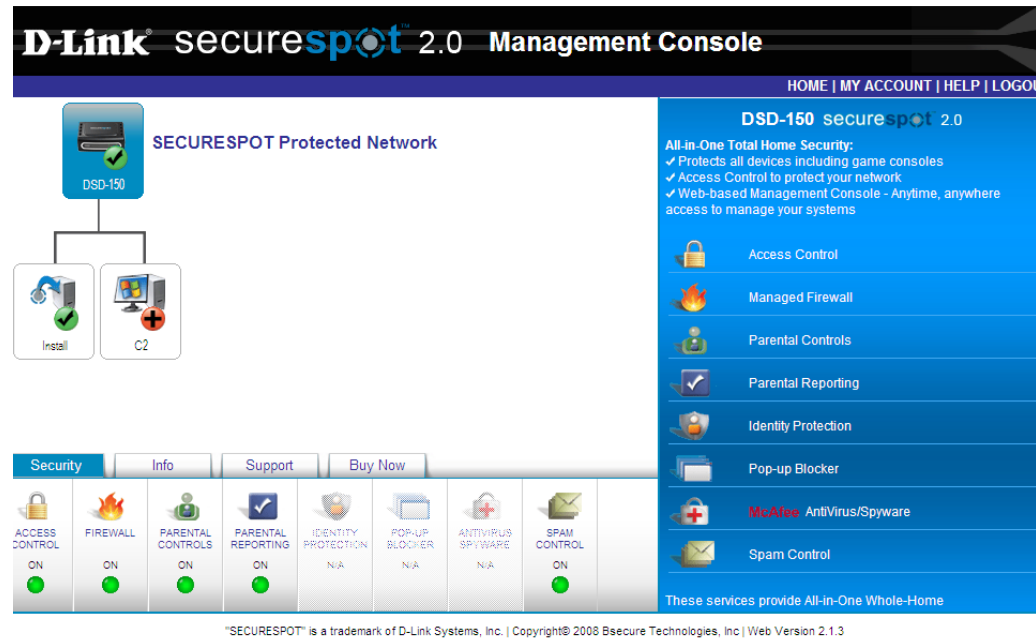 D-Link® securespot™ 2.0 Management Console
HOME | MY ACCOUNT | HELP | LOGOU
DSD-150
SECURESPOT Protected Network
Install
C2
DSD-150 securespot 2.0
All-in-One Total Home Security:
✓ Protects all devices including game consoles
✓ Access Control to protect your network
✓ Web-based Management Console - Anytime, anywhere
access to manage your systems
Access Control
Managed Firewall
Parental Controls
Parental Reporting
Identity Protection
Pop-up Blocker
McAfee AntiVirus/Spyware
Spam Control
These services provide All-in-One Whole-Home
Security Info Support Buy Now
ACCESS CONTROL
ON
FIREWALL
ON
PARENTAL CONTROLS
ON
PARENTAL REPORTING
ON
IDENTITY PROTECTION
N/A
POP-UP BLOCKER
N/A
ANTIVIRUS SPYWARE
N/A
SPAM CONTROL
ON
"SECURESPOT" is a trademark of D-Link Systems, Inc. | Copyright© 2008 Bsecure Technologies, Inc | Web Version 2.1.3